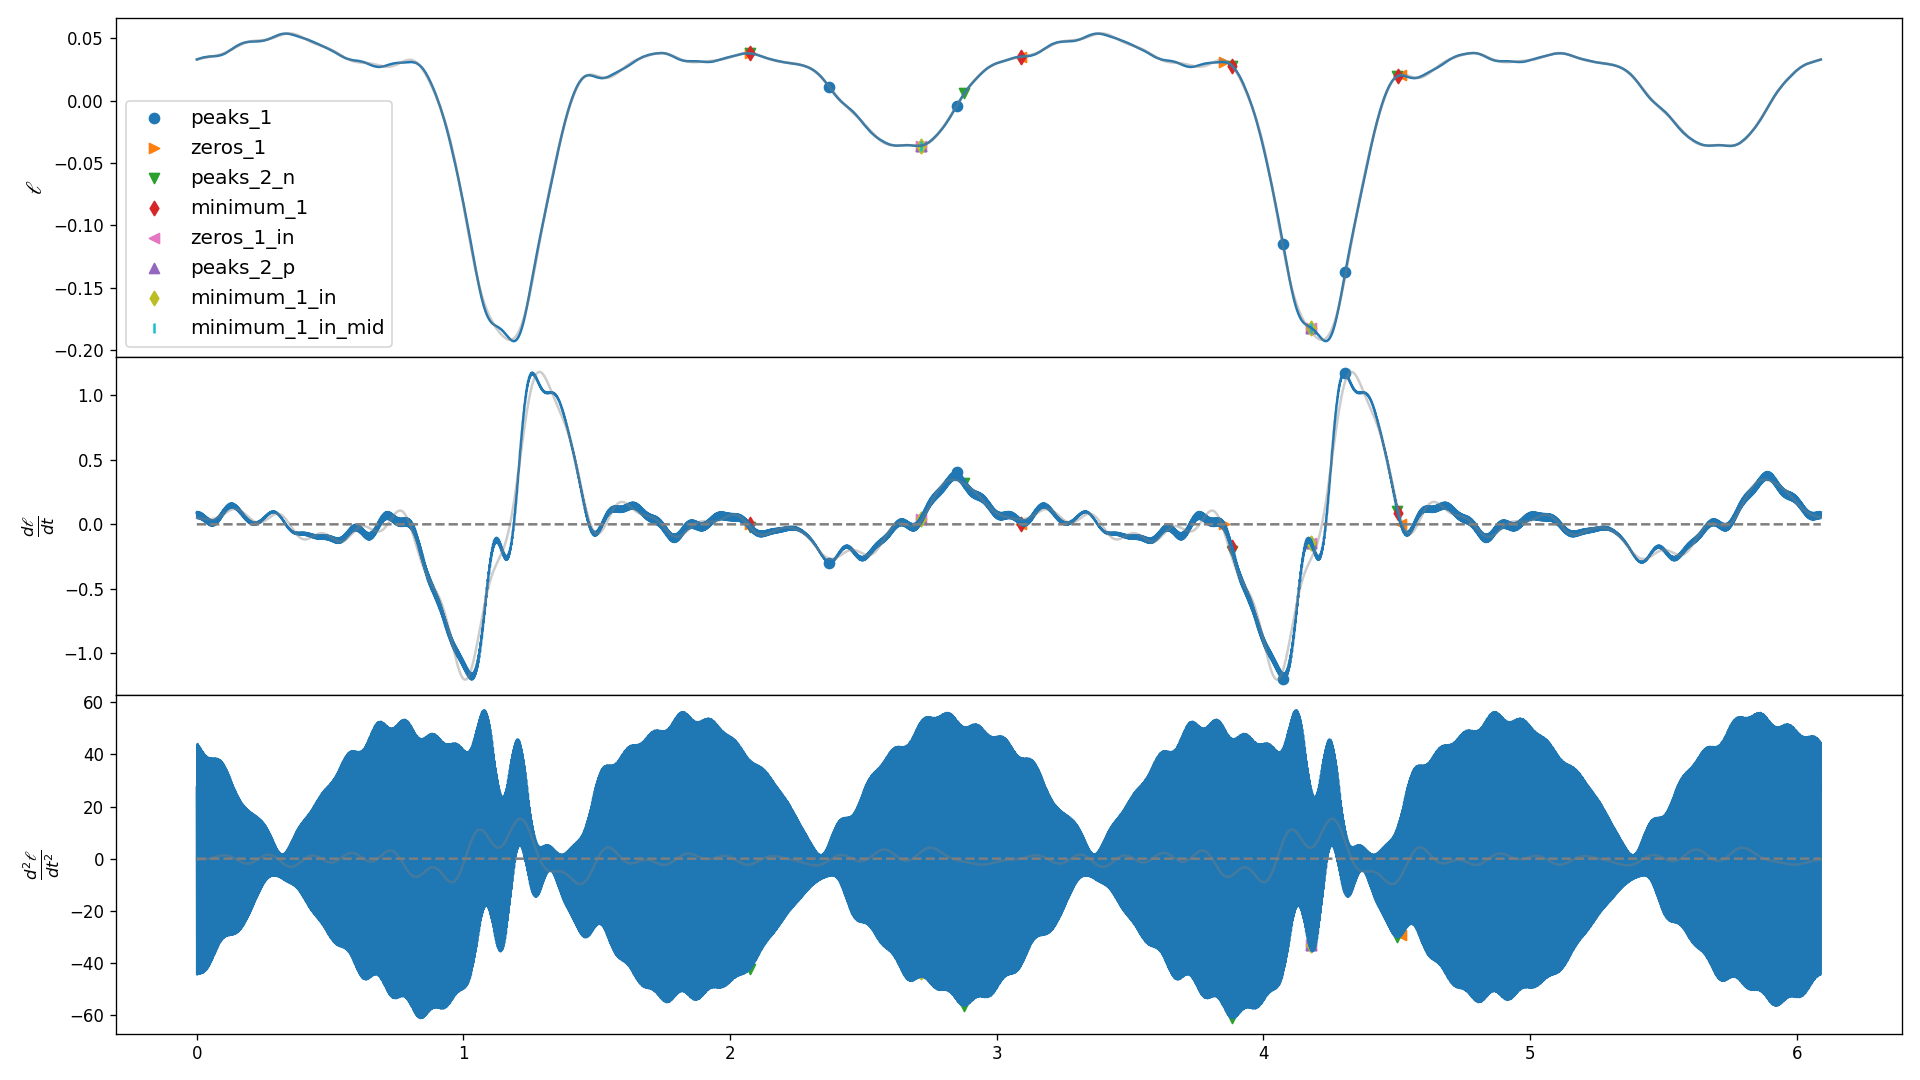 0.05
0.00
−0.05
−0.10
−0.15
−0.20
ℓ
peaks_1
zeros_1
peaks_2_n
minimum_1
zeros_1_in
peaks_2_p
minimum_1_in
minimum_1_in_mid
1.0
0.5
0.0
−0.5
−1.0
dℓ
dt
60
40
20
0
−20
−40
−60
d²ℓ
dt²
0 1 2 3 4 5 6